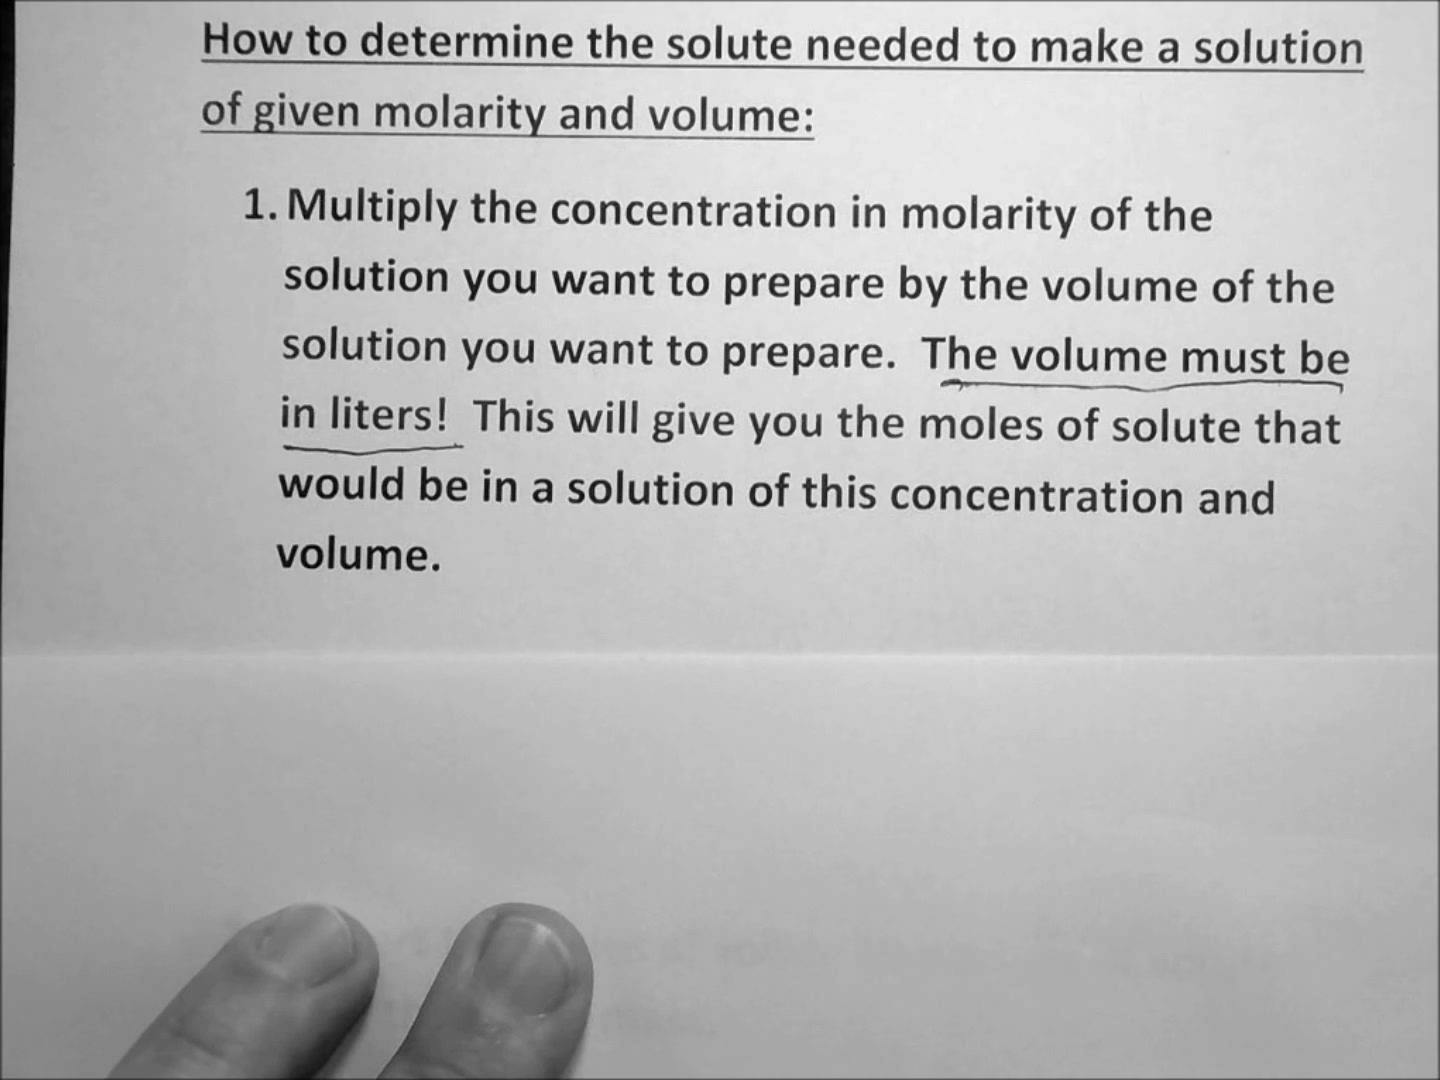 How to determine the solute needed to make a solution
of given molarity and volume:
1. Multiply the concentration in molarity of the
solution you want to prepare by the volume of the
solution you want to prepare. The volume must be
in liters! This will give you the moles of solute that
would be in a solution of this concentration and
volume.